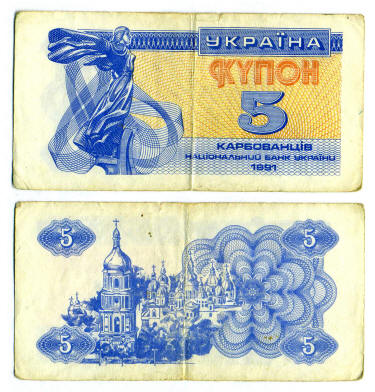 УКРАЇНА
КУПОН
5
КАРБОВАНЦІВ
НАЦІОНАЛЬНИЙ БАНК УКРАЇНИ
1991
5 5
5 5